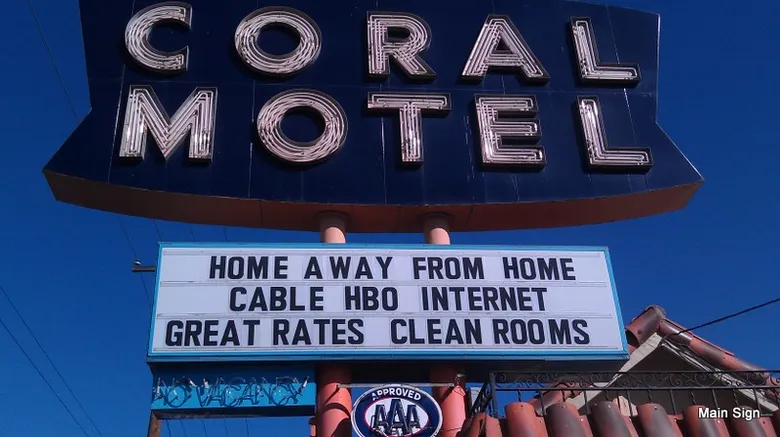 CORAL
MOTEL
HOME AWAY FROM HOME
CABLE HBO INTERNET
GREAT RATES CLEAN ROOMS
NO VACANCY
APPROVED
AAA
Main Sign